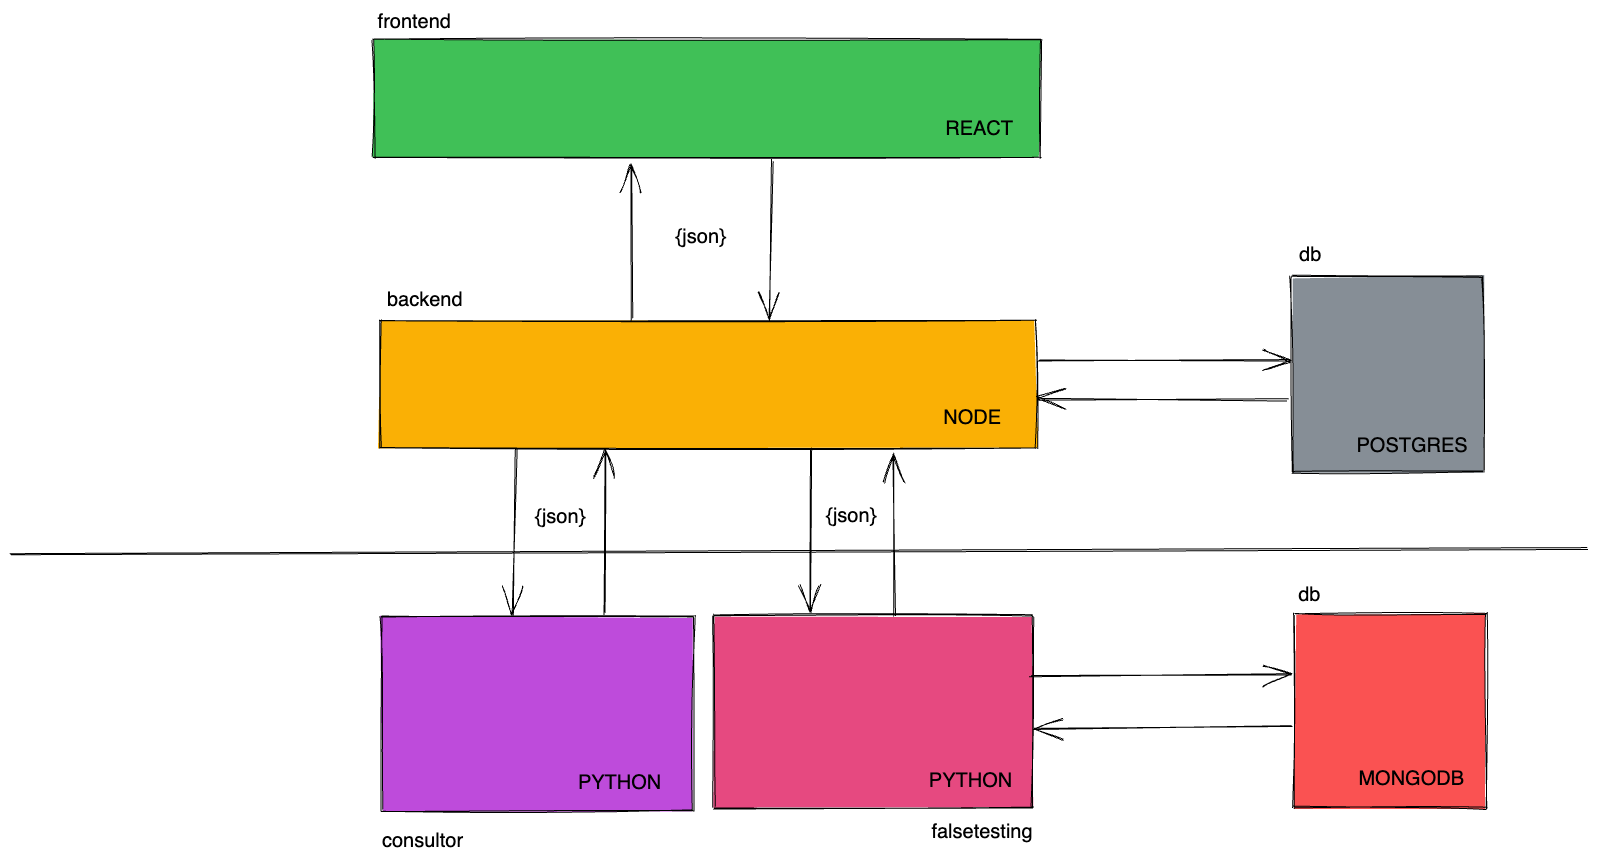 frontend
REACT
{json}
db
backend
NODE
POSTGRES
{json}
{json}
db
PYTHON
PYTHON
MONGODB
consultor
falsetesting